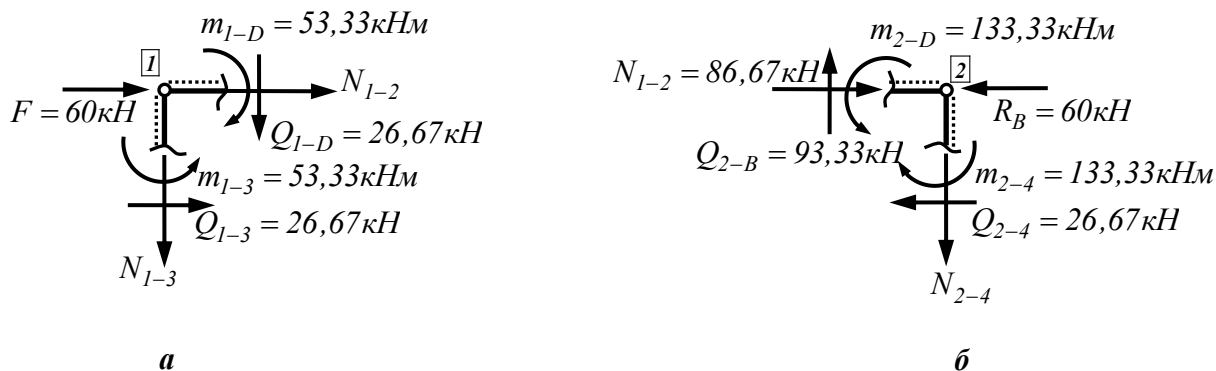 m1–D = 53,33кНм
1
N1–2
F = 60кН
Q1–D = 26,67кН
m1–3 = 53,33кНм
Q1–3 = 26,67кН
N1–3
а
m2–D = 133,33кНм
2
N1–2 = 86,67кН
RB = 60кН
Q2–B = 93,33кН
m2–4 = 133,33кНм
Q2–4 = 26,67кН
N2–4
б